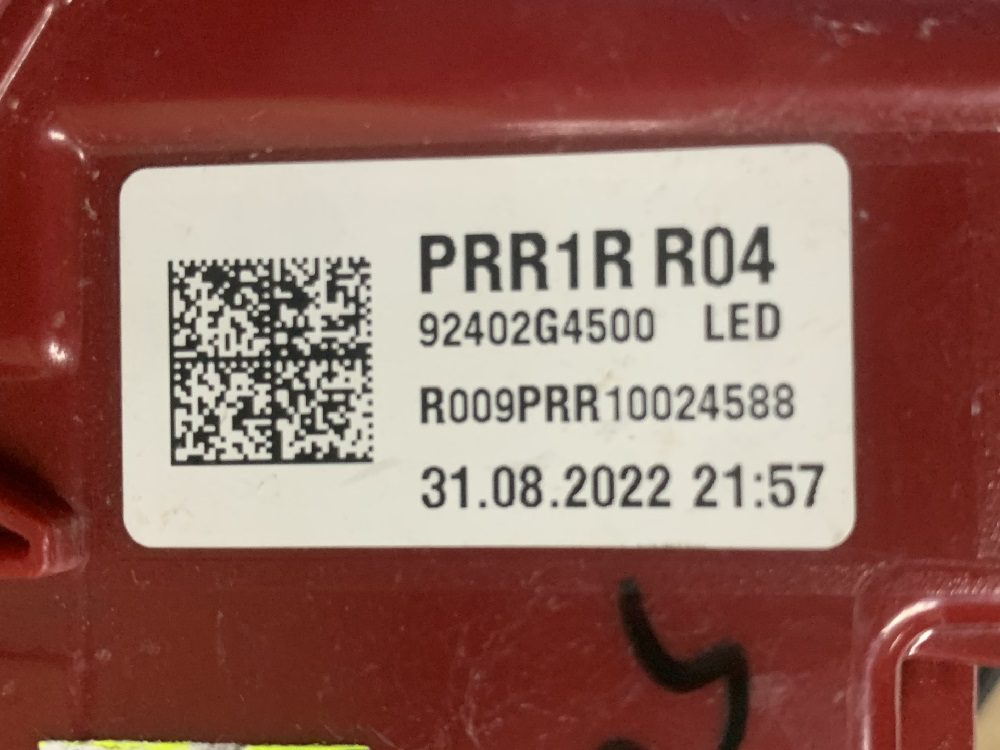 PRR1R R04
92402G4500 LED
R009PRR10024588
31.08.2022 21:57